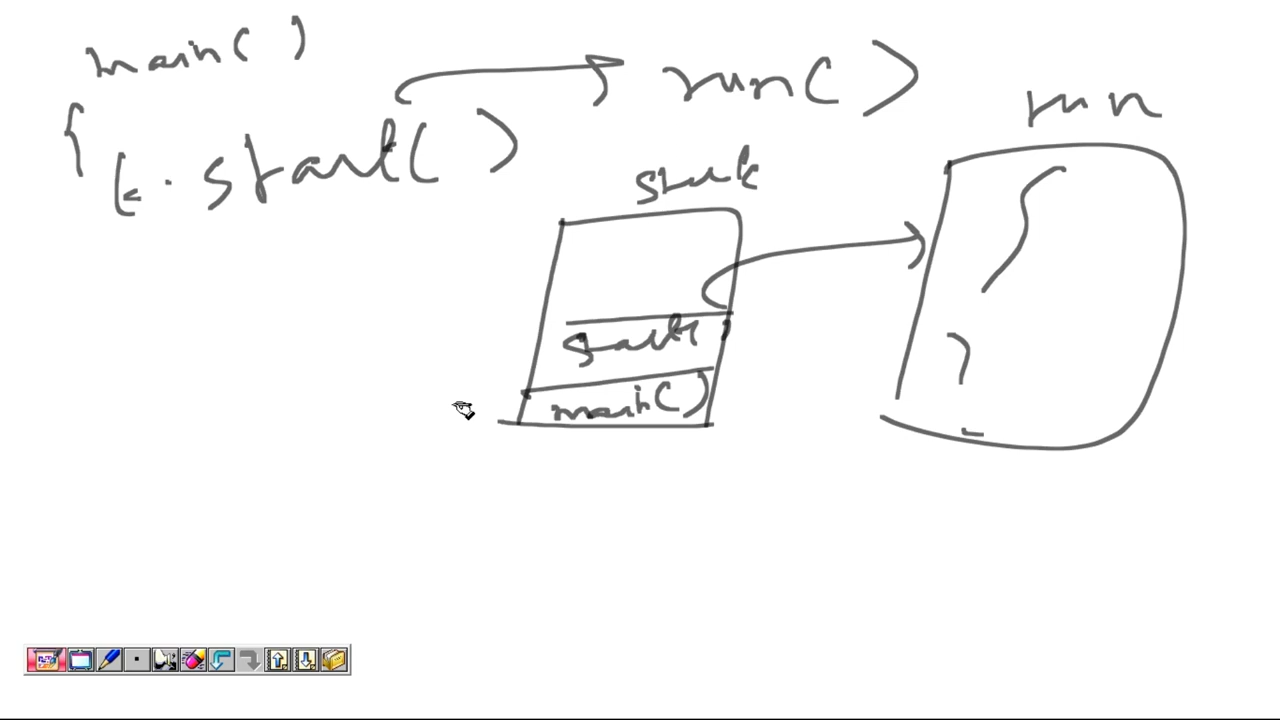 main( )
{
t.start( )
run( )
run
stack
start
main( )